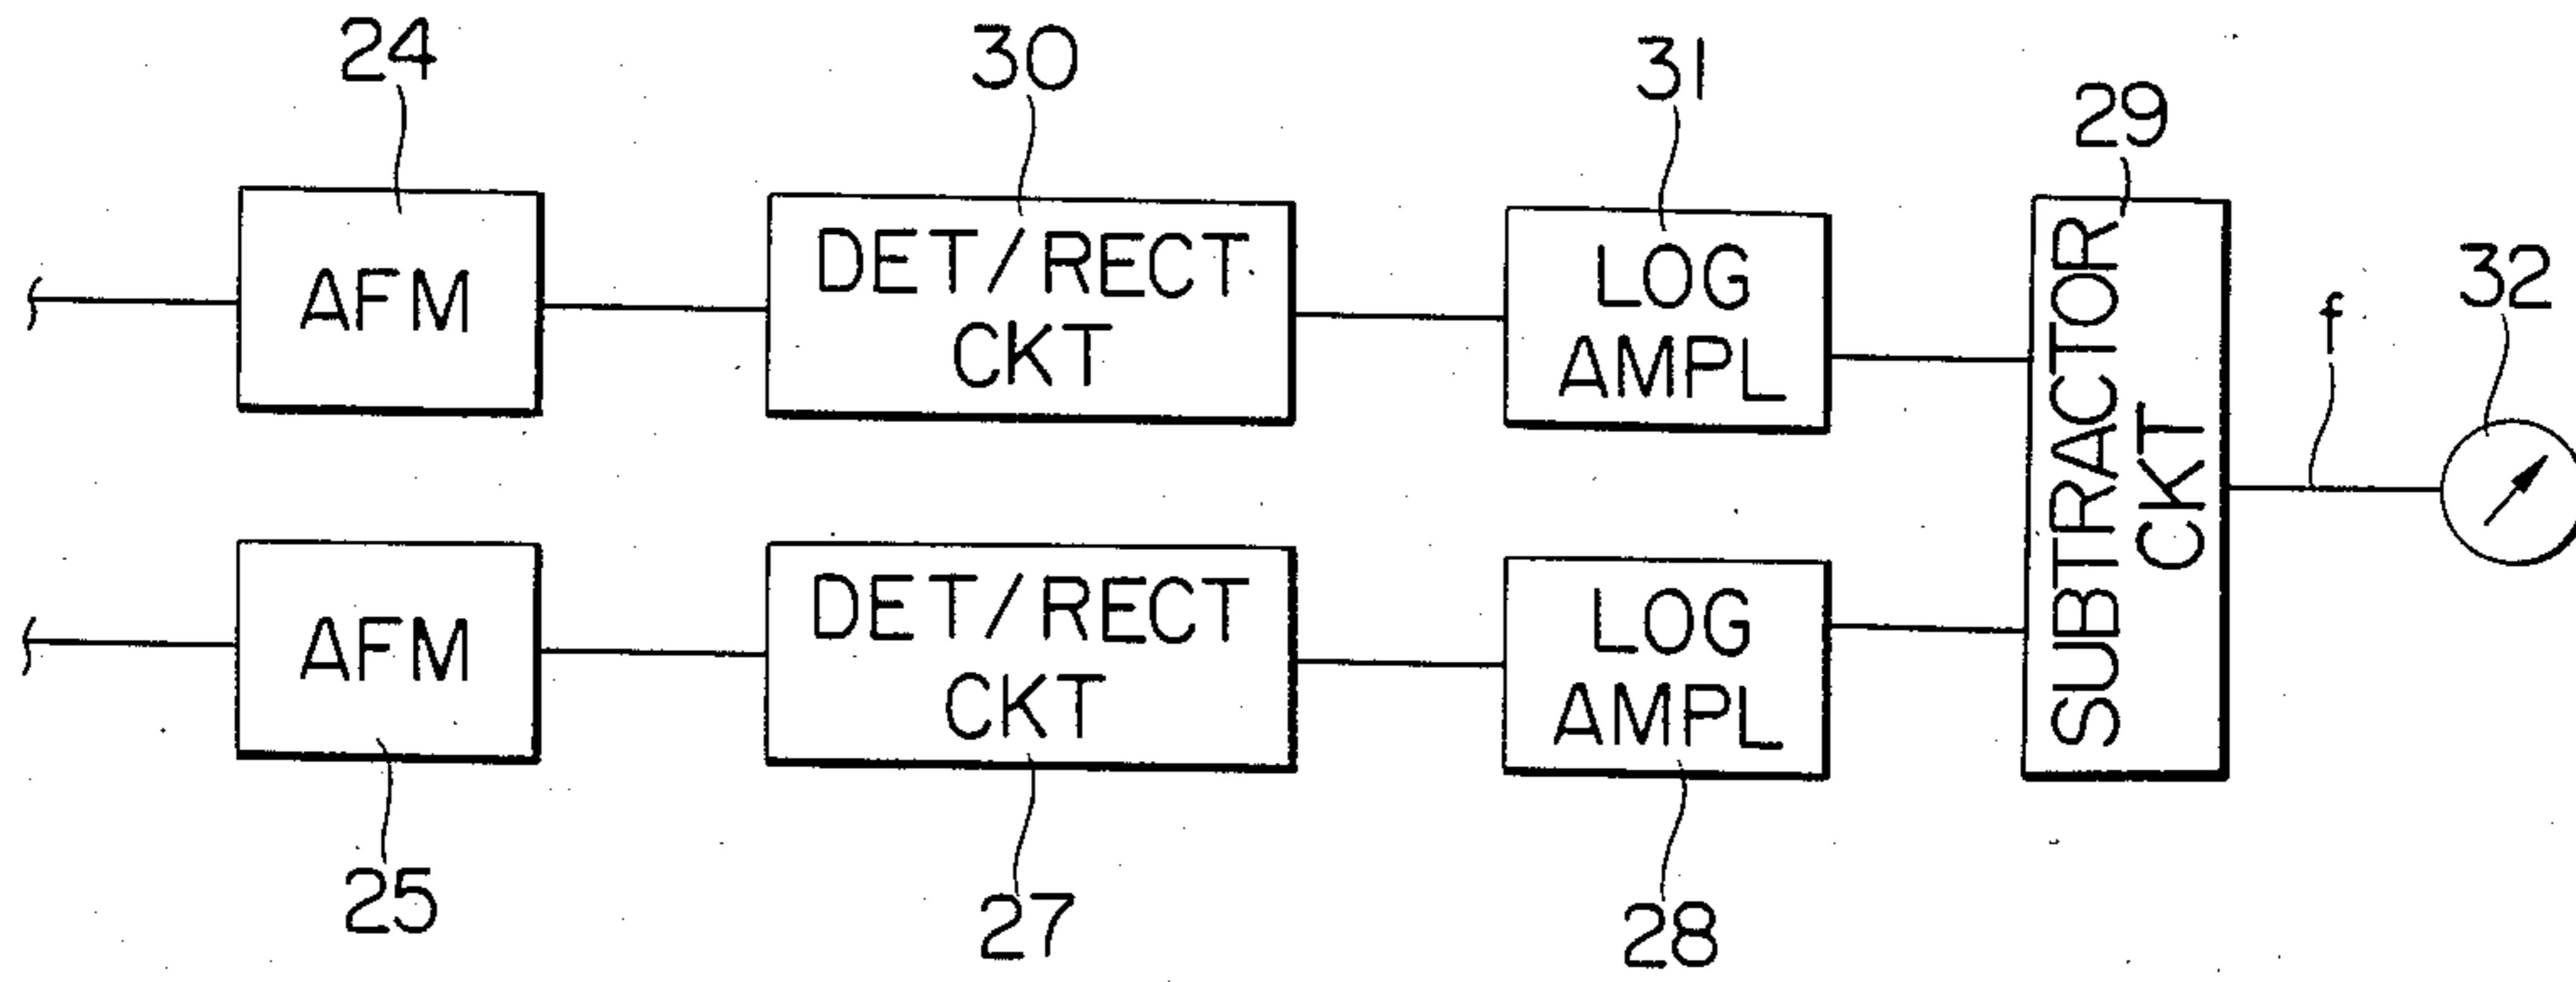 24
30
31
29
32
AFM
DET/RECT
CKT
LOG
AMPL
SUBTRACTOR
CKT
f
AFM
DET/RECT
CKT
LOG
AMPL
25
27
28